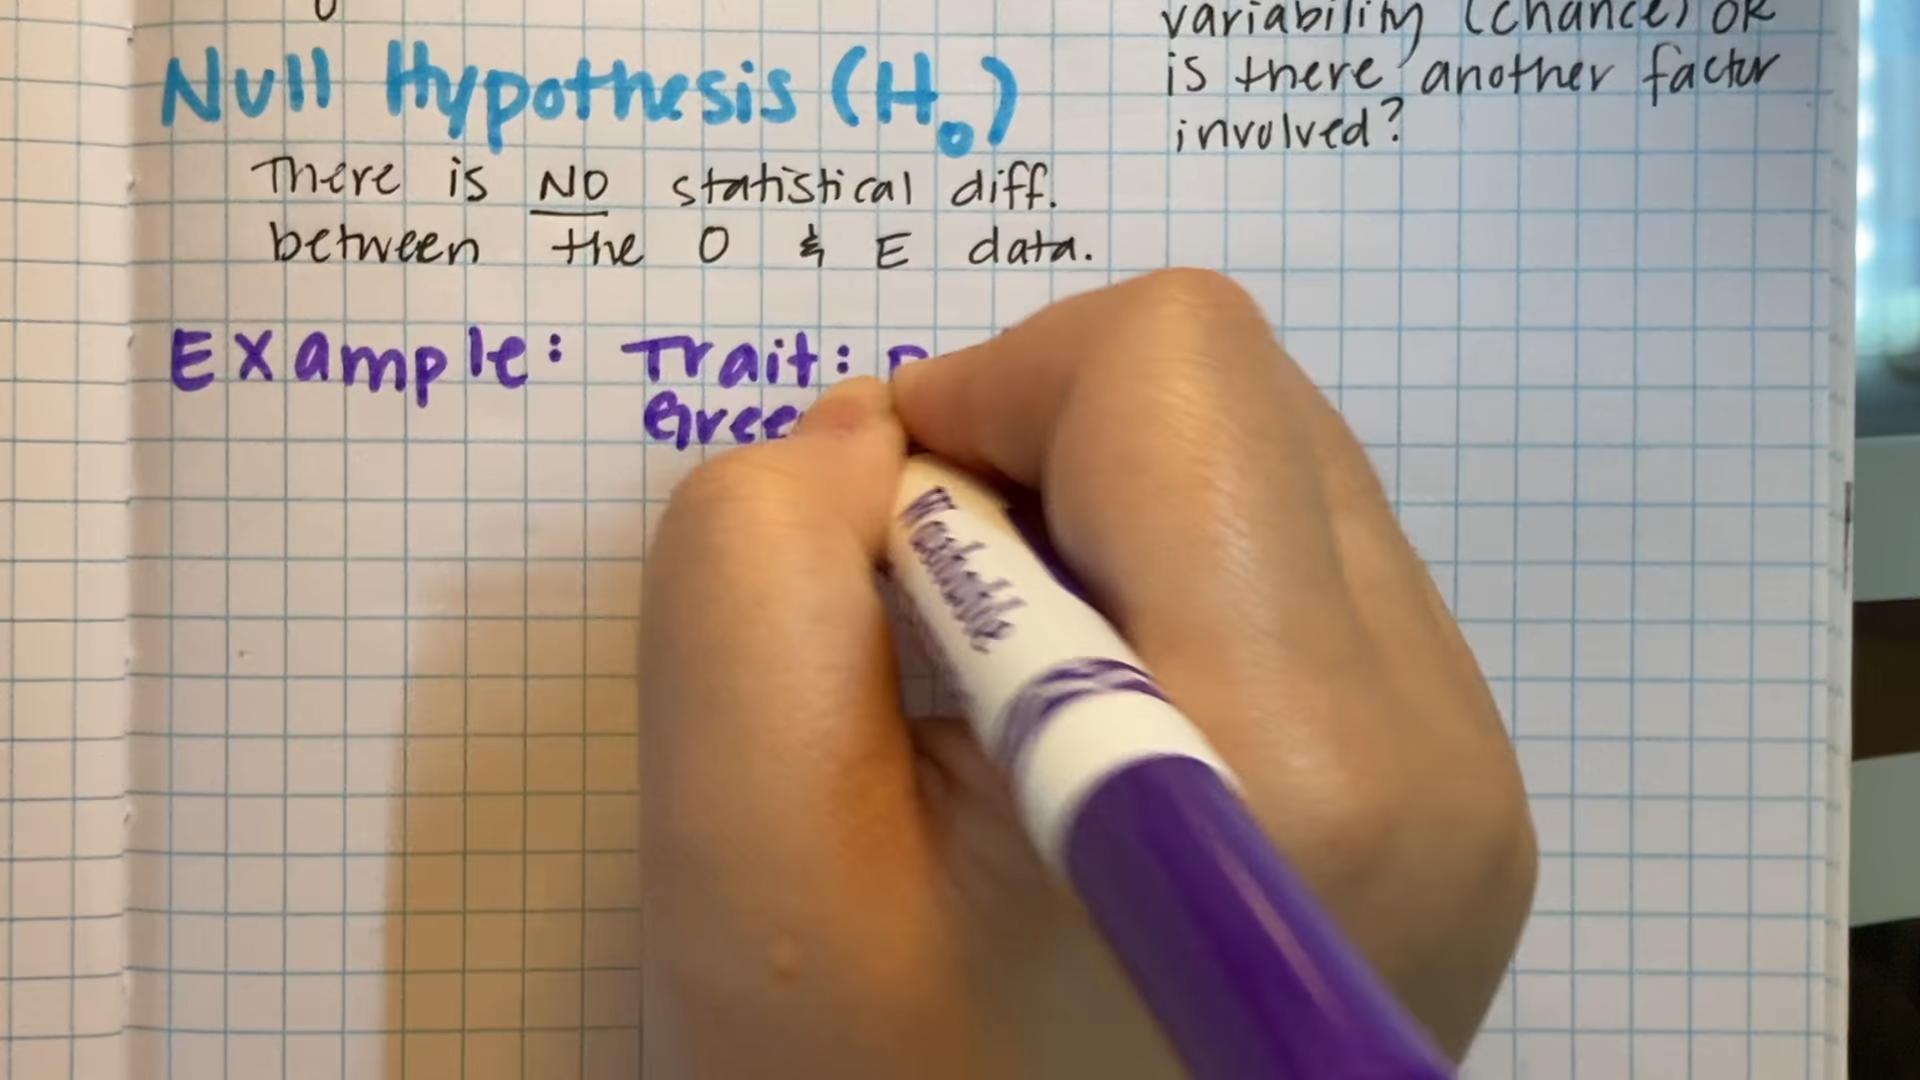 variability (chance) OR
is there another factor
involved?
Null Hypothesis (H₀)
There is NO statistical diff.
between the O & E data.
Example: Trait: